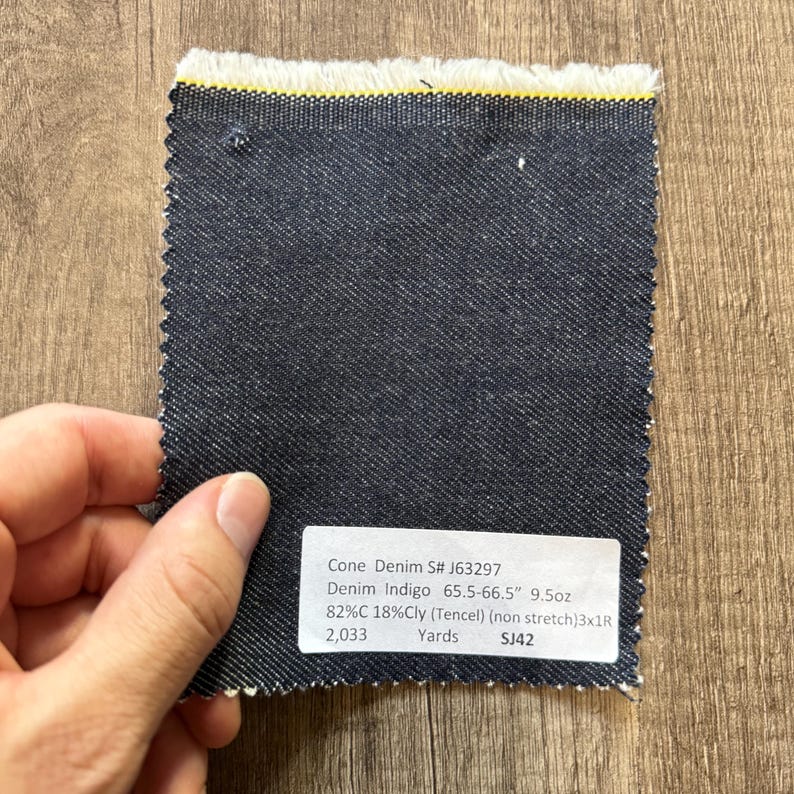 Cone Denim S# J63297
Denim Indigo 65.5-66.5” 9.5oz
82%C 18%Cly (Tencel) (non stretch)3x1R
2,033 Yards SJ42